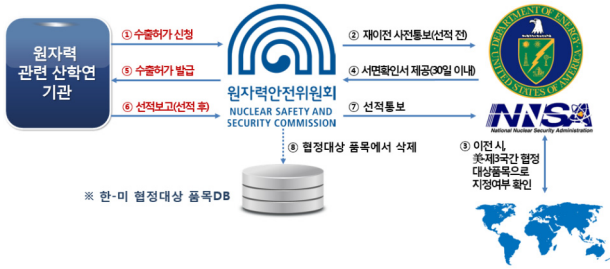 원자력
관련 산학연
기관
① 수출허가 신청
⑤ 수출허가 발급
⑥ 선적보고(선적 후)
원자력안전위원회
NUCLEAR SAFETY AND
SECURITY COMMISSION
② 재이전 사전통보(선적 전)
④ 서면확인서 제공(30일 이내)
⑦ 선적통보
DEPARTMENT OF ENERGY
UNITED STATES OF AMERICA
NNSA
National Nuclear Security Administration
③ 이전 시,
美-제3국간 협정
대상품목으로
지정여부 확인
⑧ 협정대상 품목에서 삭제
※ 한-미 협정대상 품목DB